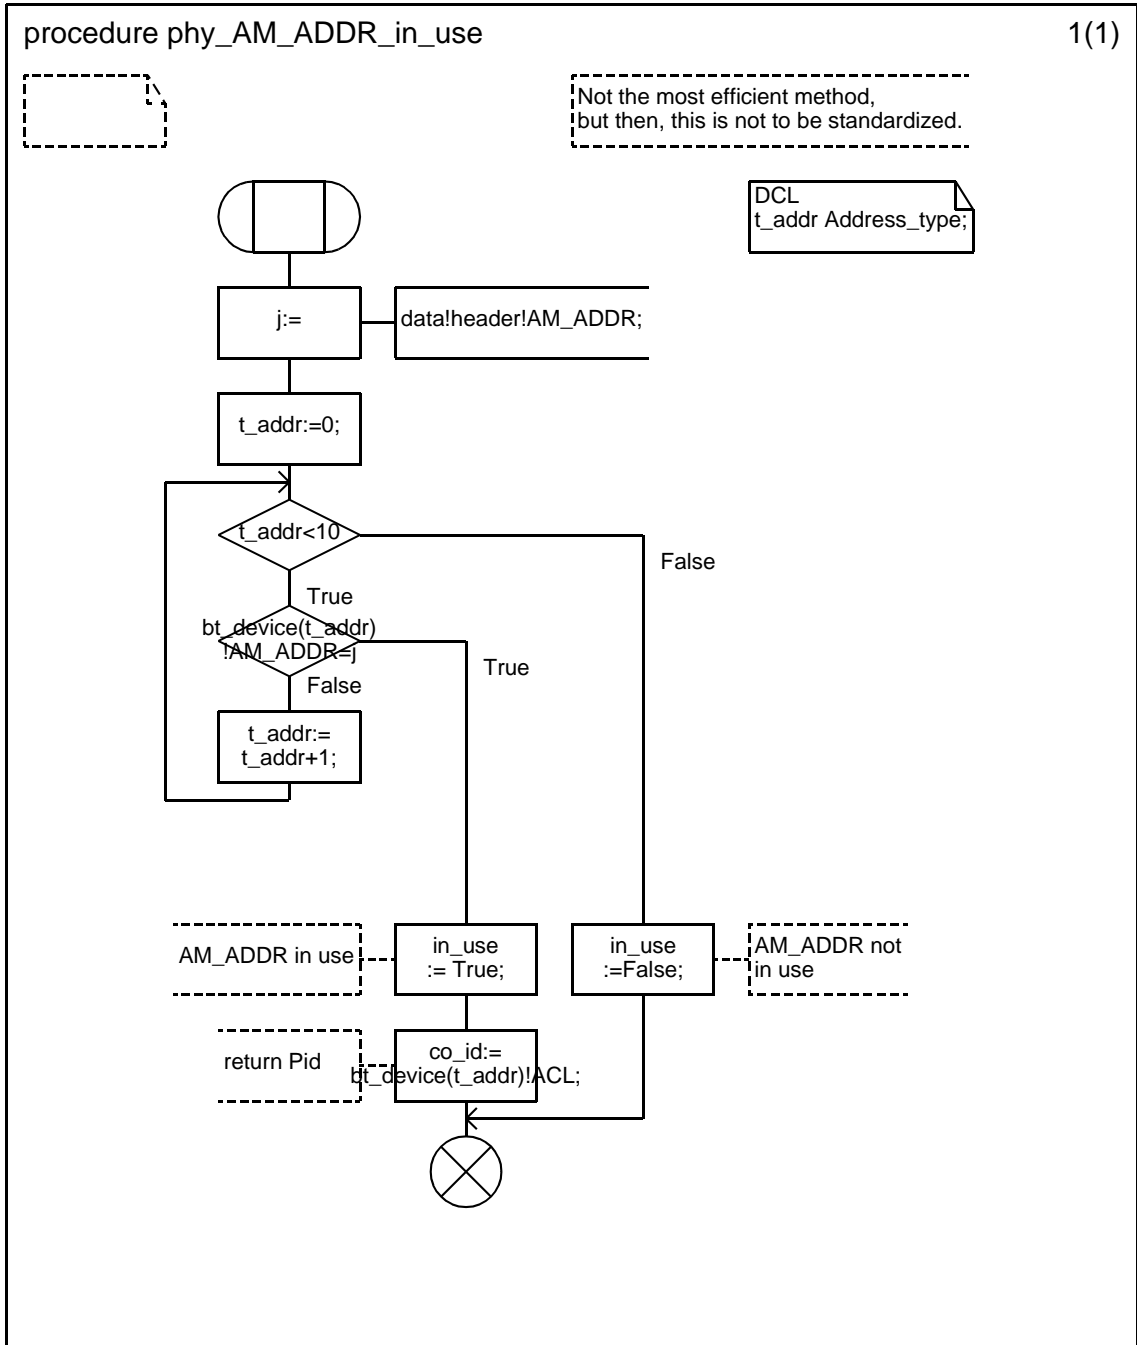 procedure phy_AM_ADDR_in_use
1(1)
Not the most efficient method,
but then, this is not to be standardized.
DCL
t_addr Address_type;
j:=
data!header!AM_ADDR;
t_addr:=0;
t_addr<10
False
True
bt_device(t_addr)
!AM_ADDR=j
True
False
t_addr:=
t_addr+1;
AM_ADDR in use
in_use
:= True;
in_use
:=False;
AM_ADDR not
in use
return Pid
co_id:=
bt_device(t_addr)!ACL;